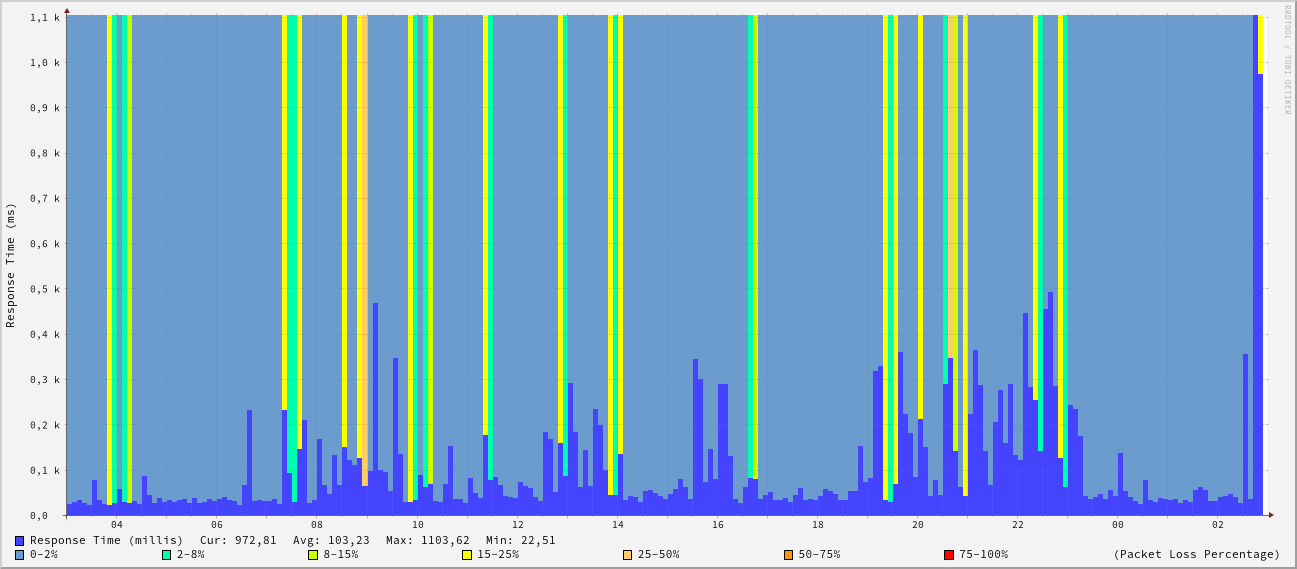 1,1 k
1,0 k
0,9 k
0,8 k
0,7 k
0,6 k
0,5 k
0,4 k
0,3 k
0,2 k
0,1 k
0,0
Response Time (ms)
04 06 08 10 12 14 16 18 20 22 00 02
RRDTOOL / TOBI OETIKER
Response Time (millis) Cur: 972,81 Avg: 103,23 Max: 1103,62 Min: 22,51
0-2% 2-8% 8-15% 15-25% 25-50% 50-75% 75-100% (Packet Loss Percentage)